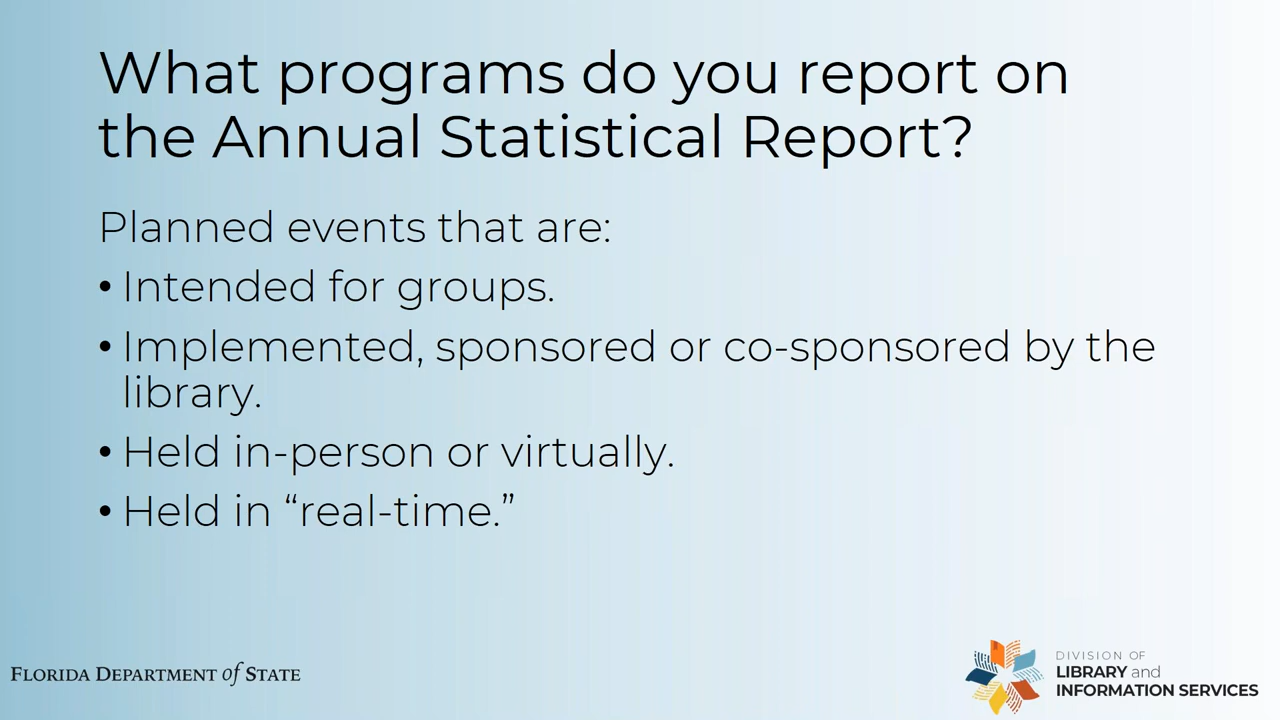 What programs do you report on
the Annual Statistical Report?
Planned events that are:
• Intended for groups.
• Implemented, sponsored or co-sponsored by the
library.
• Held in-person or virtually.
• Held in “real-time.”
FLORIDA DEPARTMENT of STATE
DIVISION OF
LIBRARY and
INFORMATION SERVICES